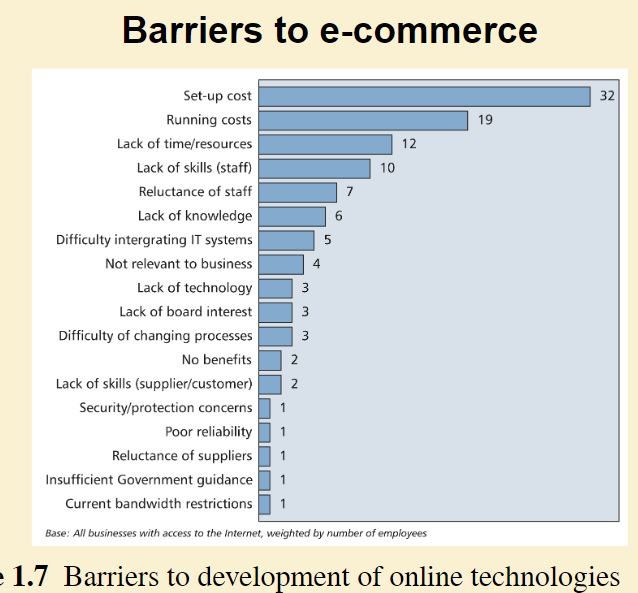 Barriers to e-commerce
Set-up cost 32
Running costs 19
Lack of time/resources 12
Lack of skills (staff) 10
Reluctance of staff 7
Lack of knowledge 6
Difficulty intergrating IT systems 5
Not relevant to business 4
Lack of technology 3
Lack of board interest 3
Difficulty of changing processes 3
No benefits 2
Lack of skills (supplier/customer) 2
Security/protection concerns 1
Poor reliability 1
Reluctance of suppliers 1
Insufficient Government guidance 1
Current bandwidth restrictions 1
Base: All businesses with access to the Internet, weighted by number of employees
e 1.7 Barriers to development of online technologies